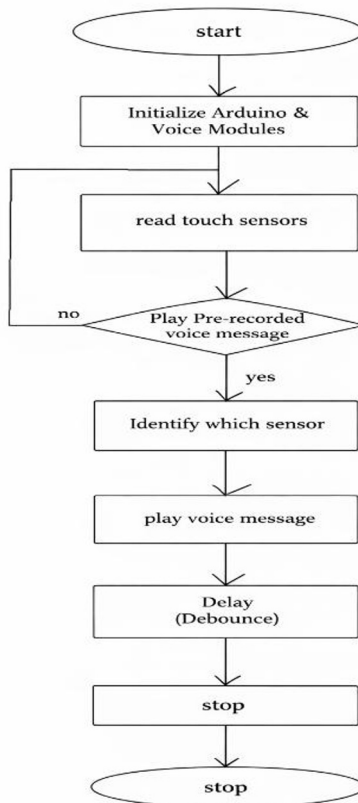 start
Initialize Arduino &
Voice Modules
read touch sensors
Play Pre-recorded
voice message
no
yes
Identify which sensor
play voice message
Delay
(Debounce)
stop
stop